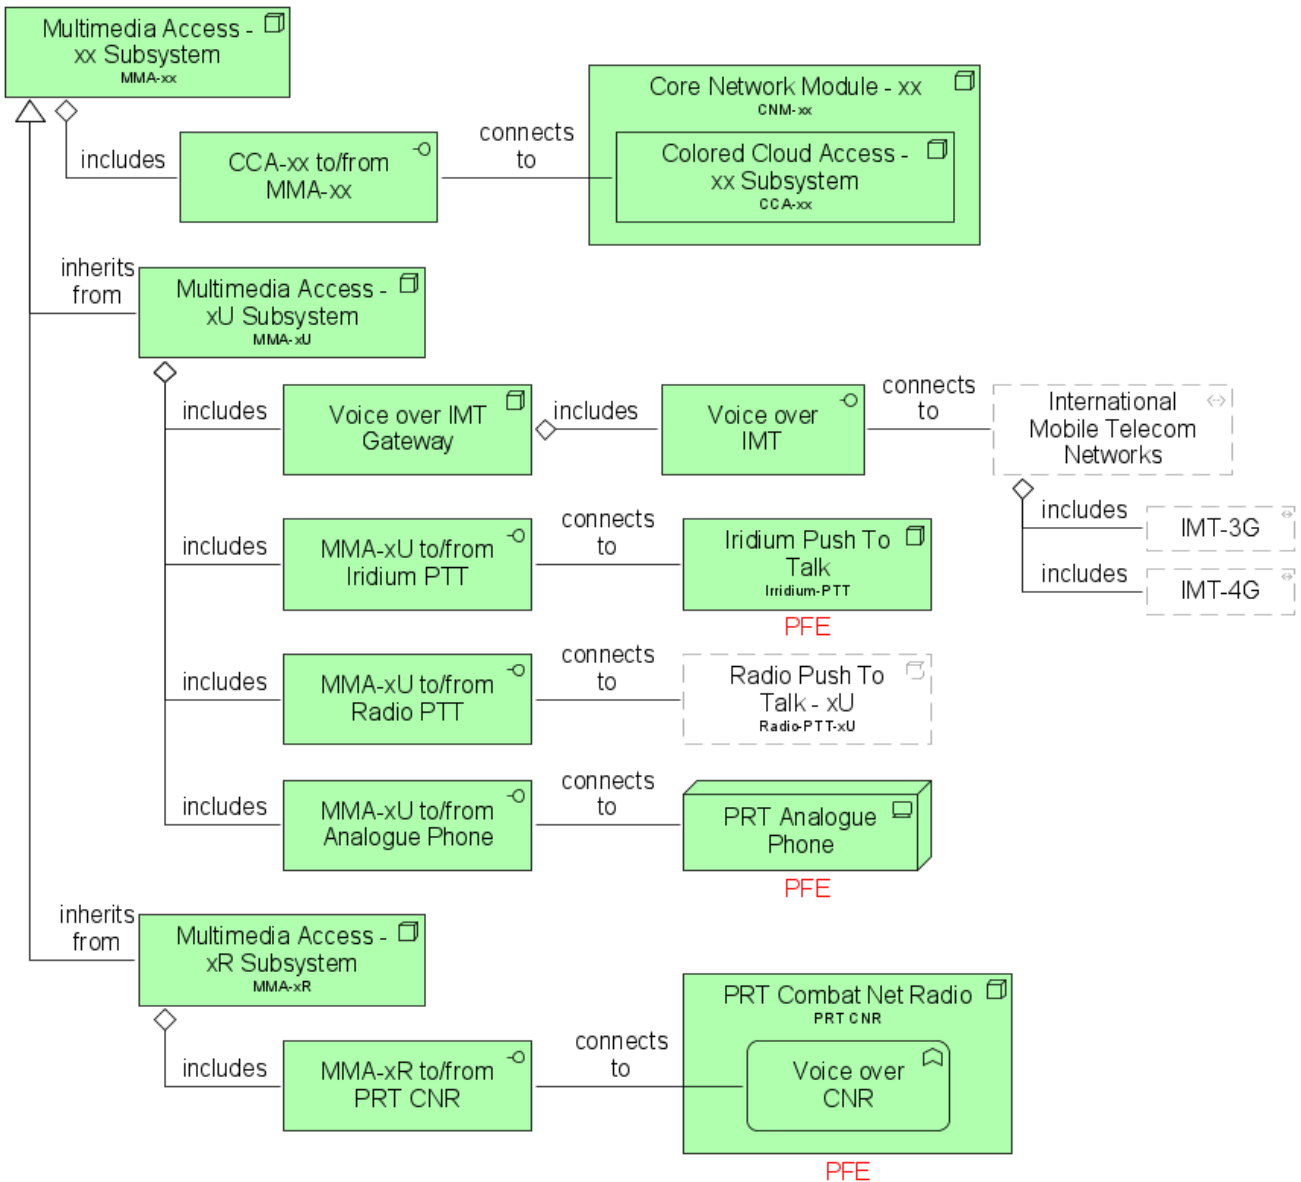 Multimedia Access -
xx Subsystem
MMA-xx
includes
CCA-xx to/from
MMA-xx
connects
to
Core Network Module - xx
CNM-xx
Colored Cloud Access -
xx Subsystem
CCA-xx
inherits
from
Multimedia Access -
xU Subsystem
MMA-xU
includes
Voice over IMT
Gateway
includes
Voice over
IMT
connects
to
International
Mobile Telecom
Networks
includes
IMT-3G
includes
IMT-4G
includes
MMA-xU to/from
Iridium PTT
connects
to
Iridium Push To
Talk
Irridium-PTT
PFE
includes
MMA-xU to/from
Radio PTT
connects
to
Radio Push To
Talk - xU
Radio-PTT-xU
includes
MMA-xU to/from
Analogue Phone
connects
to
PRT Analogue
Phone
PFE
inherits
from
Multimedia Access -
xR Subsystem
MMA-xR
includes
MMA-xR to/from
PRT CNR
connects
to
PRT Combat Net Radio
PRT CNR
Voice over
CNR
PFE